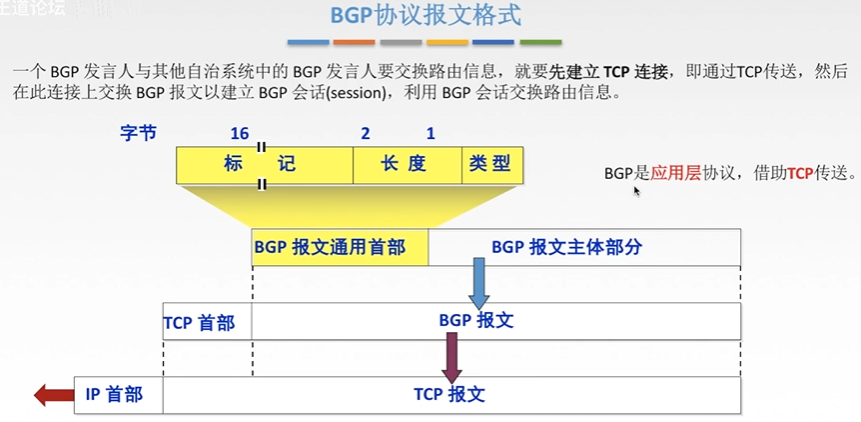 王道论坛
BGP协议报文格式
一个 BGP 发言人与其他自治系统中的 BGP 发言人要交换路由信息，就要先建立 TCP 连接，即通过TCP传送，然后
在此连接上交换 BGP 报文以建立 BGP 会话(session)，利用 BGP 会话交换路由信息。
字节 16 2 1
标 记 长 度 类 型
BGP是应用层协议，借助TCP传送。
BGP 报文通用首部 BGP 报文主体部分
TCP 首部 BGP 报文
IP 首部 TCP 报文